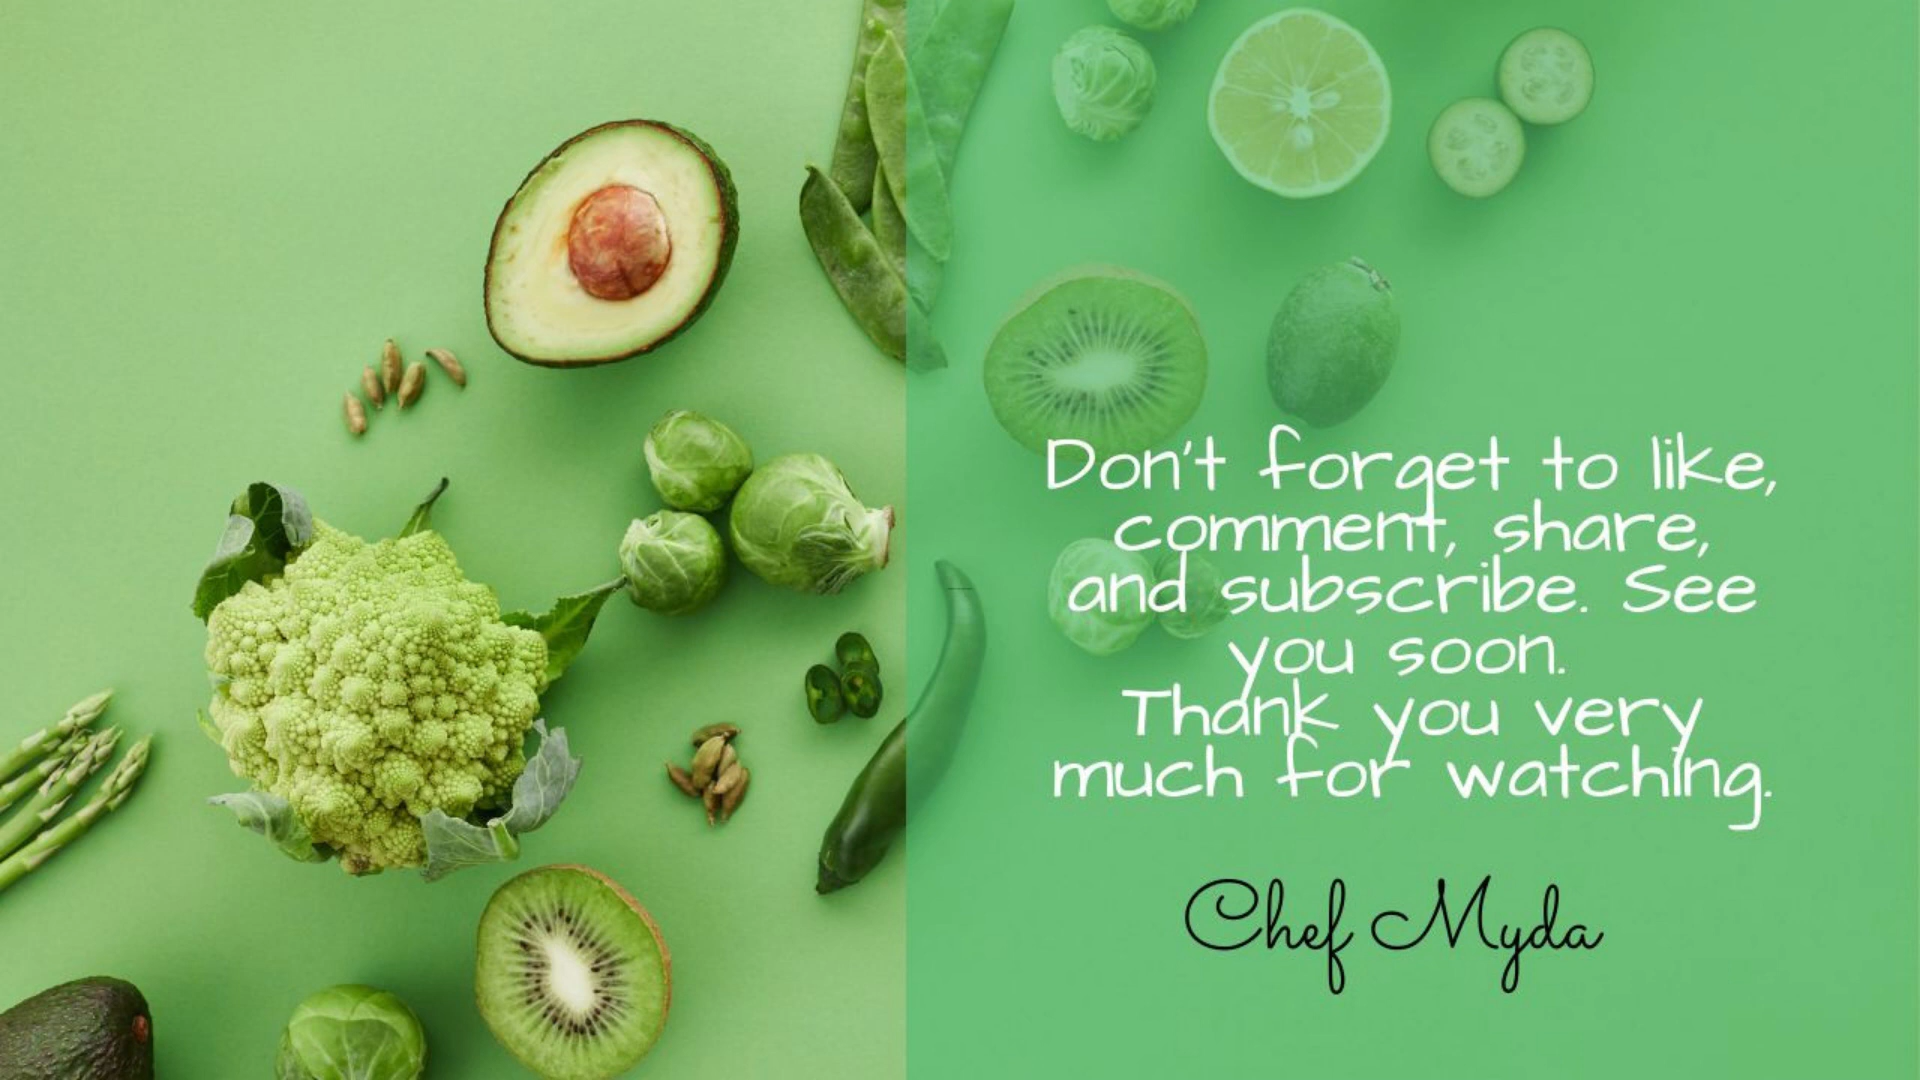 Don't forget to like,
comment, share,
and subscribe. See
you soon.
Thank you very
much for watching.
Chef Myda